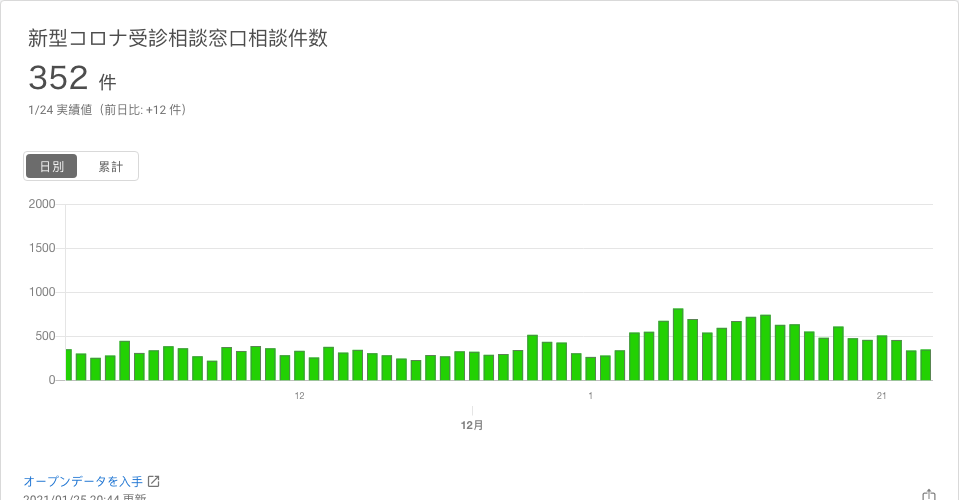 新型コロナ受診相談窓口相談件数
352 件
1/24 実績値（前日比: +12 件）
日別 累計
2000
1500
1000
500
0
12 1 21
12月
オープンデータを入手
2021/01/25 20:44 更新